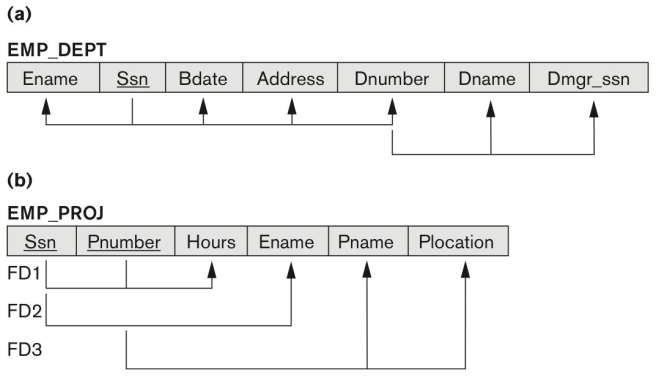 (a)
EMP_DEPT
Ename Ssn Bdate Address Dnumber Dname Dmgr_ssn
(b)
EMP_PROJ
Ssn Pnumber Hours Ename Pname Plocation
FD1
FD2
FD3